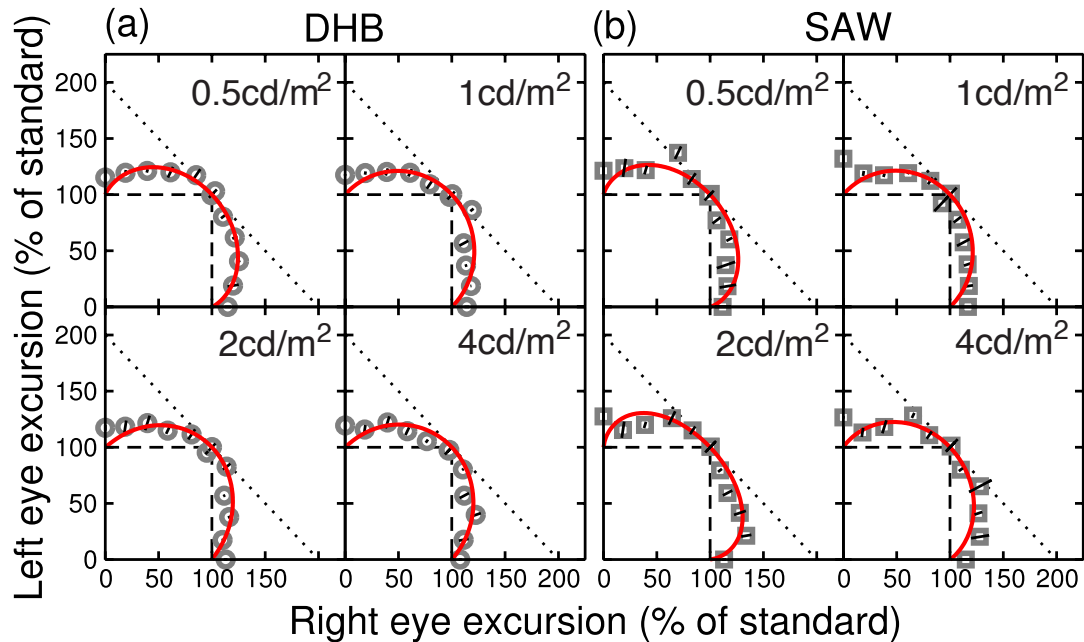 (a) DHB (b) SAW
Left eye excursion (% of standard)
0.5cd/m² 1cd/m² 0.5cd/m² 1cd/m²
200
150
100
50
0
2cd/m² 4cd/m² 2cd/m² 4cd/m²
200
150
100
50
0
0 50 100 150 0 50 100 150 0 50 100 150 0 50 100 150 200
Right eye excursion (% of standard)